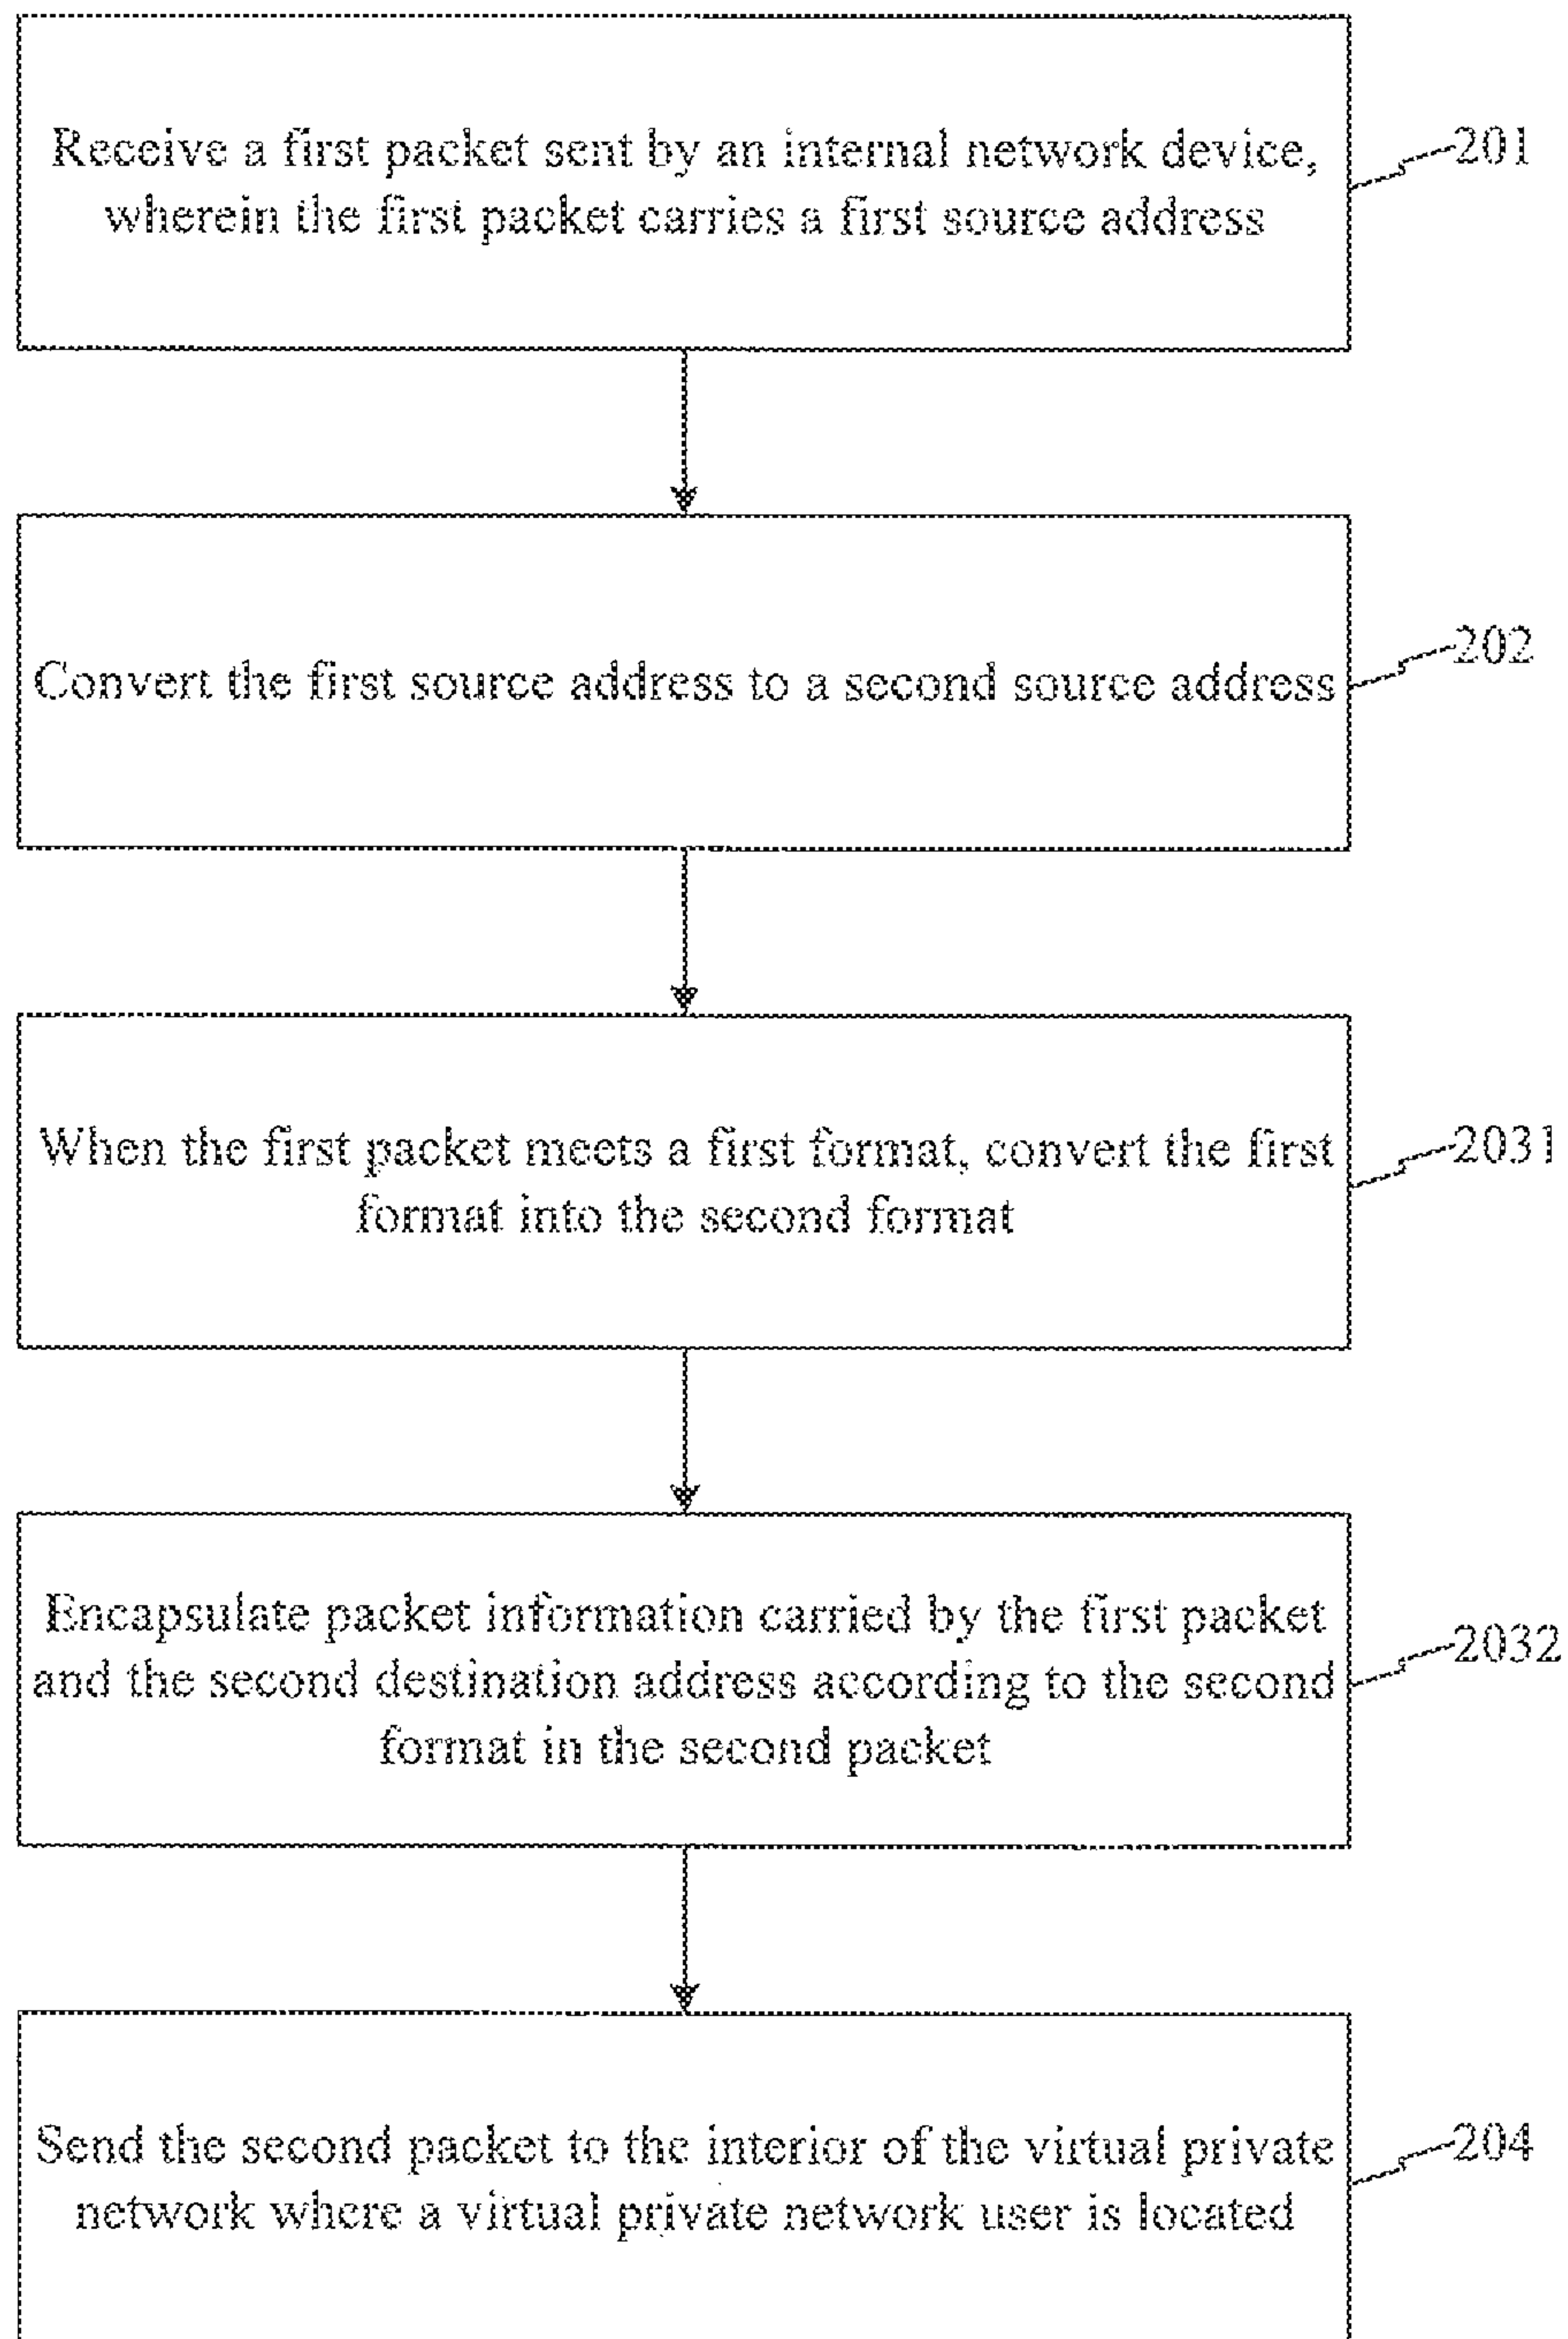 Receive a first packet sent by an internal network device,
wherein the first packet carries a first source address
201
Convert the first source address to a second source address
202
When the first packet meets a first format, convert the first
format into the second format
2031
Encapsulate packet information carried by the first packet
and the second destination address according to the second
format in the second packet
2032
Send the second packet to the interior of the virtual private
network where a virtual private network user is located
204